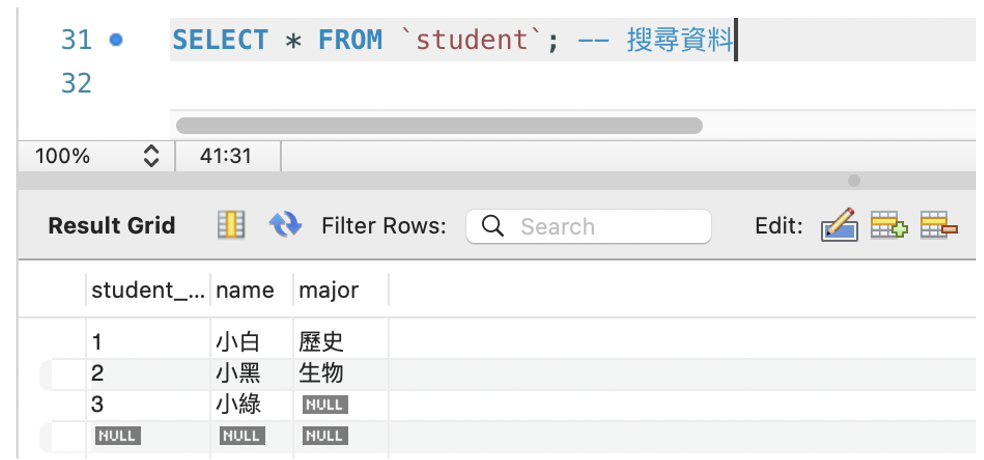 31 SELECT * FROM `student`; -- 搜尋資料
32
100% 41:31
Result Grid Filter Rows: Search Edit:
student_... name major
1 小白 歷史
2 小黑 生物
3 小綠 NULL
NULL NULL NULL